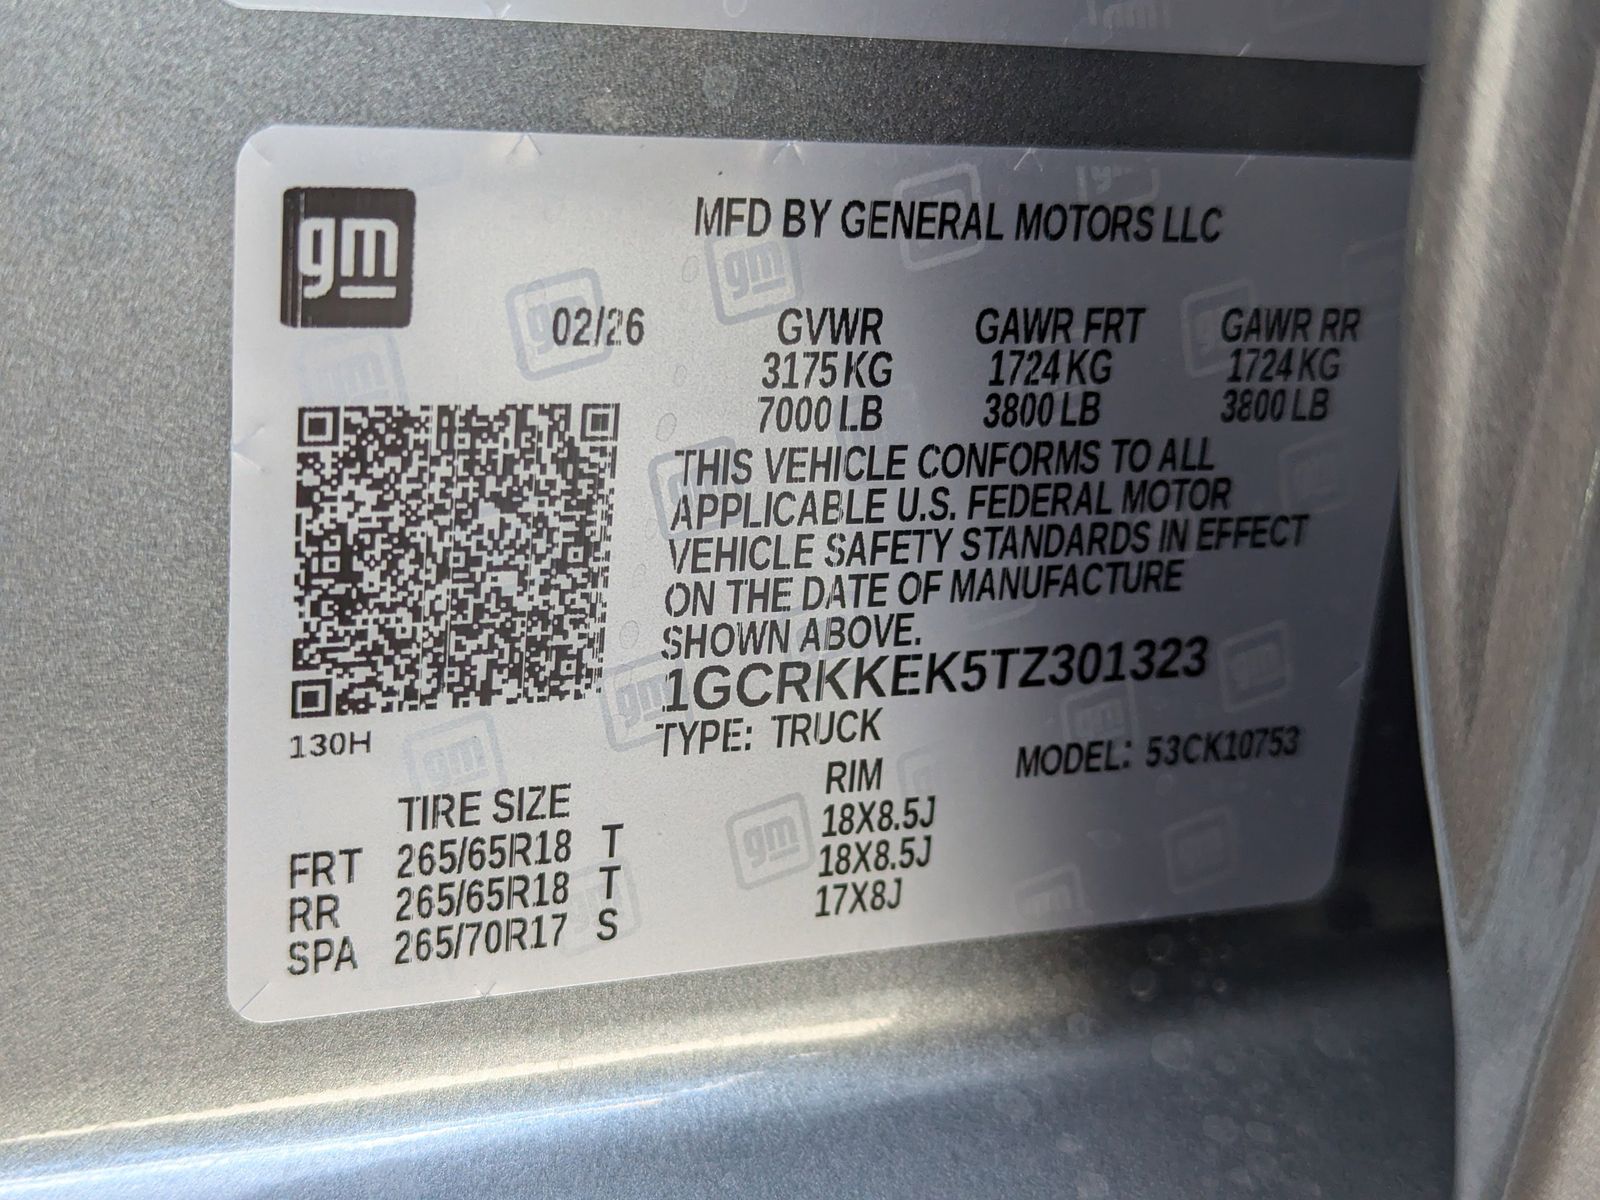 gm
MFD BY GENERAL MOTORS LLC
02/26 GVWR GAWR FRT GAWR RR
3175 KG 1724 KG 1724 KG
7000 LB 3800 LB 3800 LB
THIS VEHICLE CONFORMS TO ALL
APPLICABLE U.S. FEDERAL MOTOR
VEHICLE SAFETY STANDARDS IN EFFECT
ON THE DATE OF MANUFACTURE
SHOWN ABOVE.
1GCRKKEK5TZ301323
130H
TYPE: TRUCK MODEL: 53CK10753
TIRE SIZE RIM
FRT 265/65R18 T 18X8.5J
RR 265/65R18 T 18X8.5J
SPA 265/70R17 S 17X8J